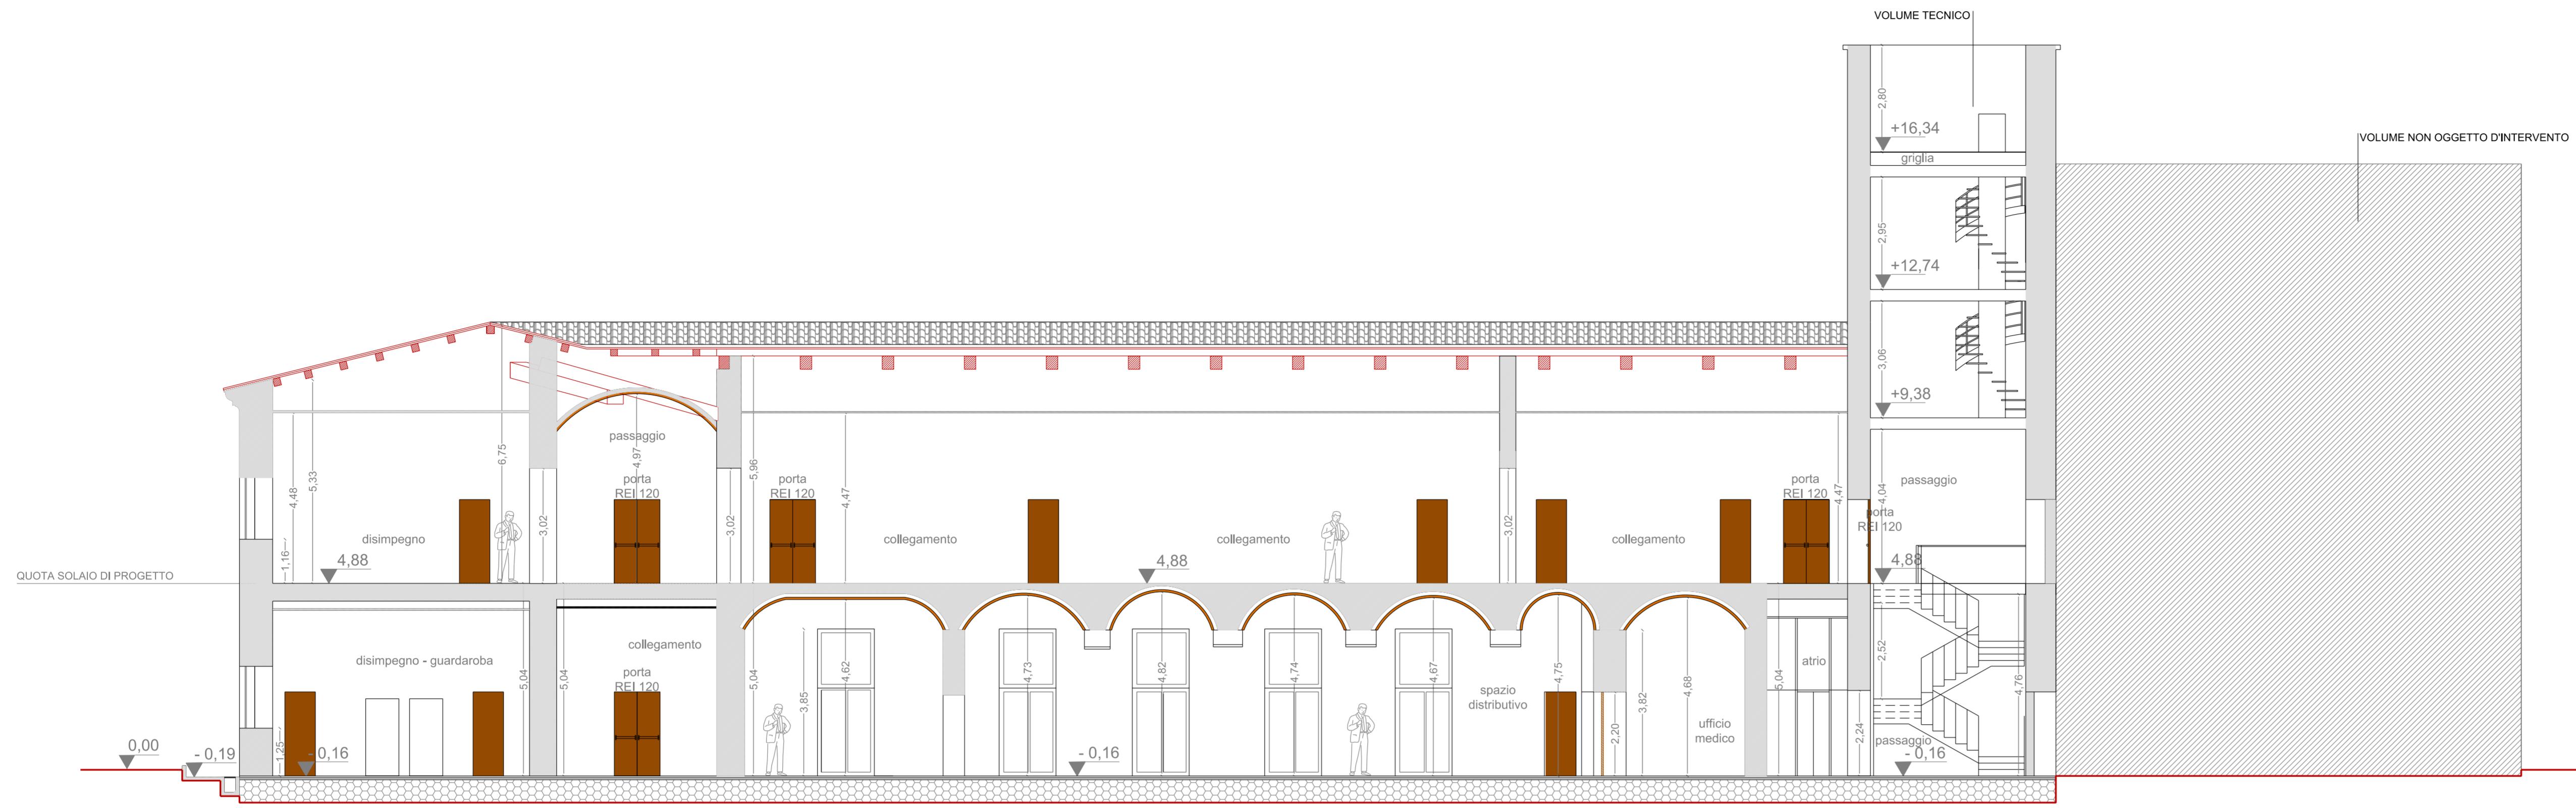 VOLUME TECNICO
VOLUME NON OGGETTO D'INTERVENTO
2,80
+16,34
griglia
2,95
+12,74
3,06
+9,38
passaggio
4,04
porta
REI 120
4,88
6,75
5,33
4,48
1,16
disimpegno
4,88
3,02
passaggio
4,97
porta
REI 120
3,02
5,96
porta
REI 120
4,47
collegamento
4,88
collegamento
3,02
collegamento
porta
REI 120
4,47
QUOTA SOLAIO DI PROGETTO
disimpegno - guardaroba
5,04
1,25
5,04
collegamento
porta
REI 120
5,04
3,85
4,62
4,73
4,82
4,74
4,67
spazio
distributivo
4,75
2,20
3,82
4,68
ufficio
medico
5,04
atrio
2,24
2,52
passaggio
4,76
0,00
- 0,19
- 0,16
- 0,16
- 0,16